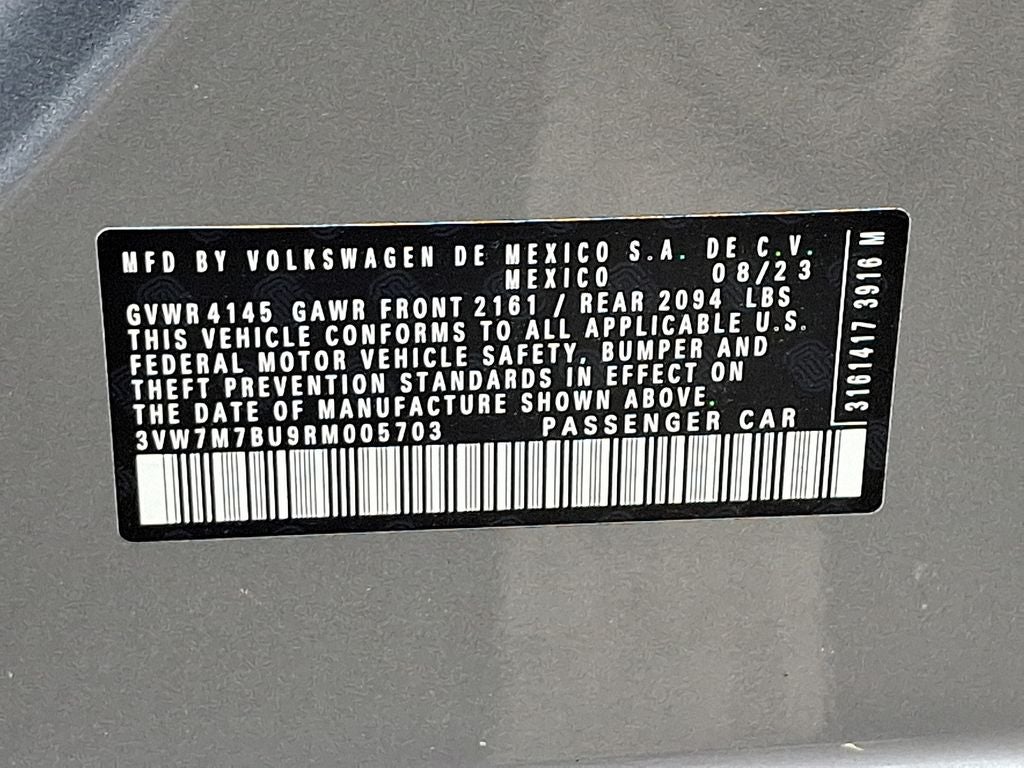 MFD BY VOLKSWAGEN DE MEXICO S.A. DE C.V.
MEXICO 08/23
GVWR 4145 GAWR FRONT 2161 / REAR 2094 LBS
THIS VEHICLE CONFORMS TO ALL APPLICABLE U.S.
FEDERAL MOTOR VEHICLE SAFETY, BUMPER AND
THEFT PREVENTION STANDARDS IN EFFECT ON
THE DATE OF MANUFACTURE SHOWN ABOVE.
3VW7M7BU9RM005703 PASSENGER CAR
3161417 3916 M